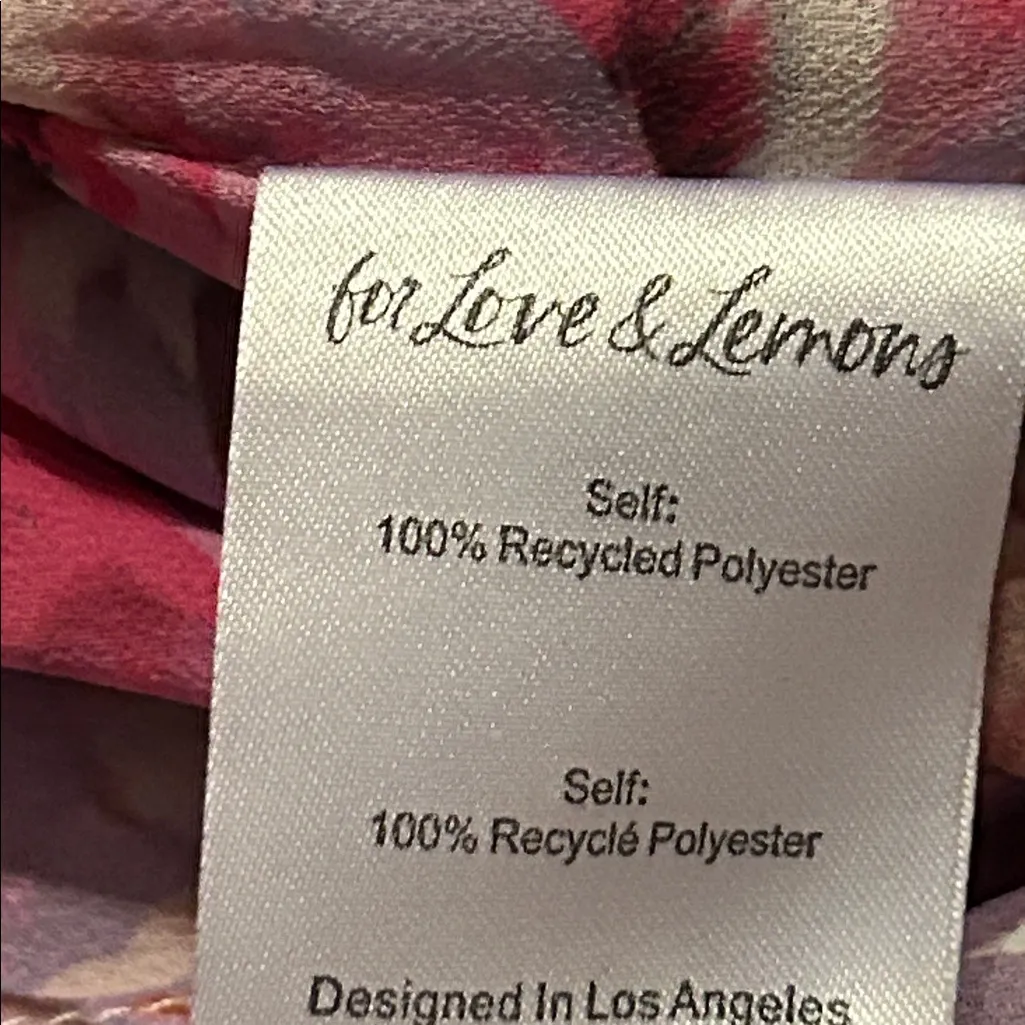 for Love & Lemons
Self:
100% Recycled Polyester
Self:
100% Recyclé Polyester
Designed In Los Angeles